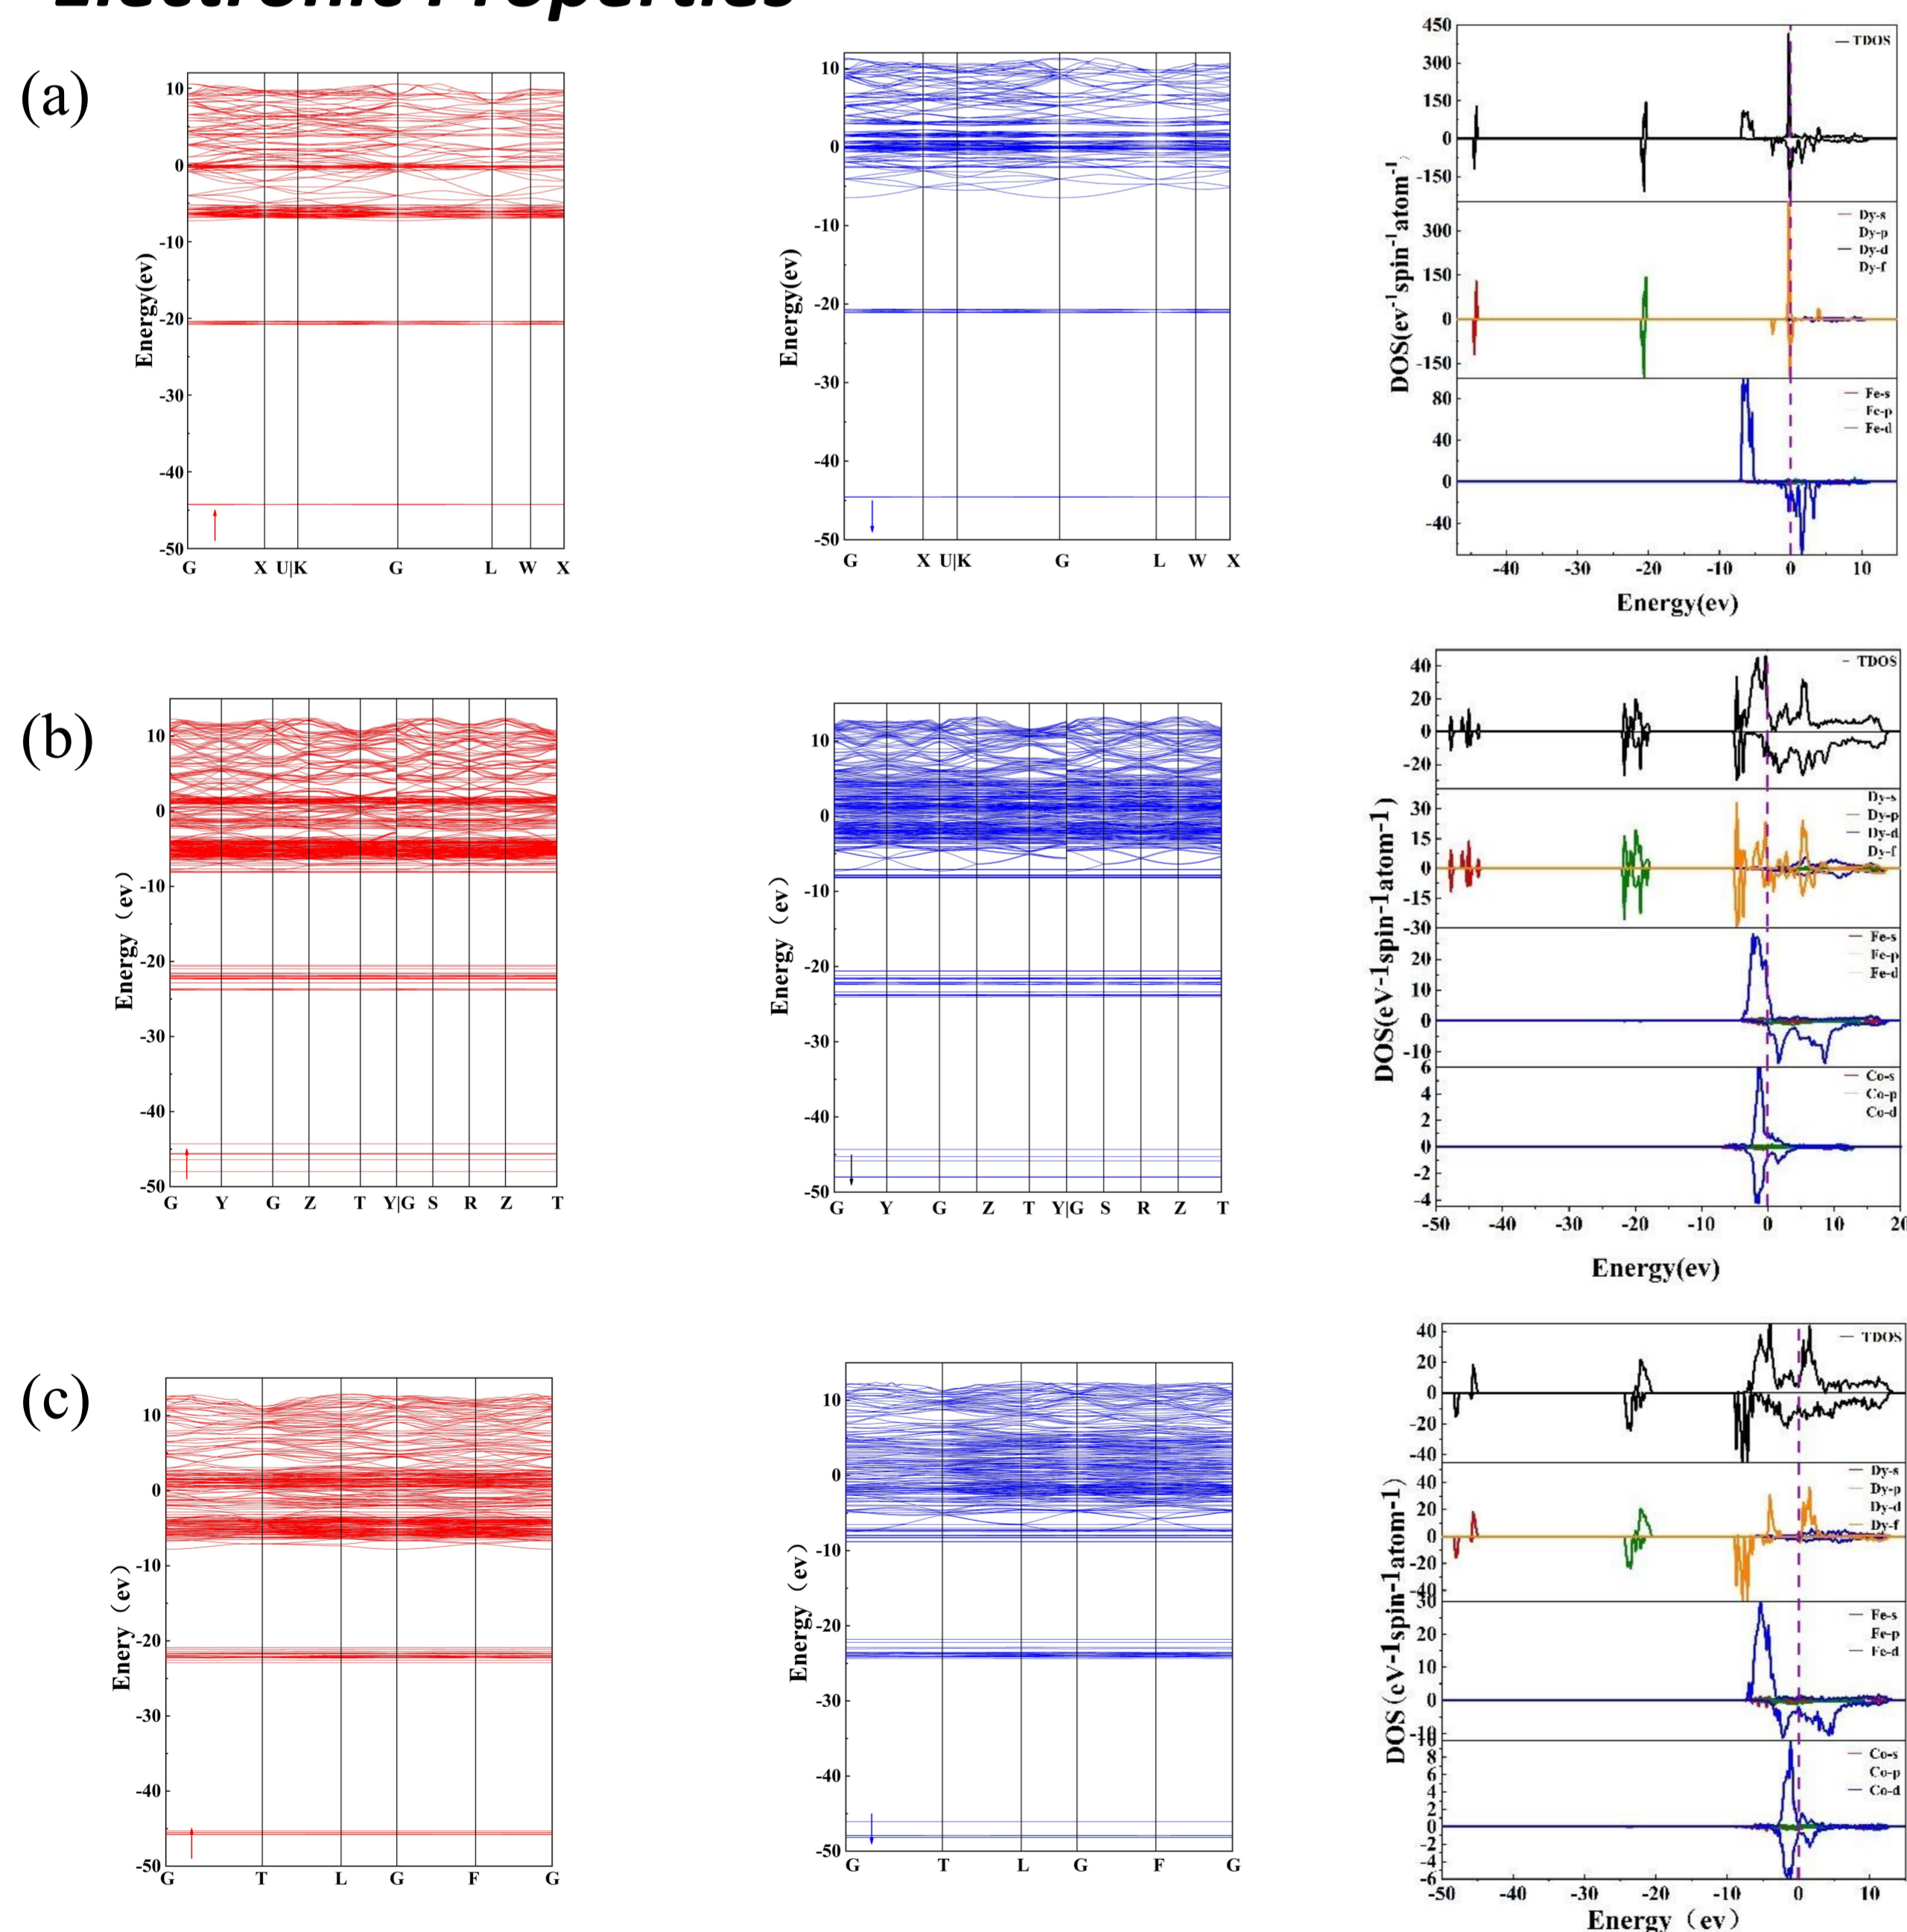 Electronic Properties
(a)
10
0
-10
-20
-30
-40
-50
Energy(ev)
G X U|K G L W X
10
0
-10
-20
-30
-40
-50
Energy(ev)
G X U|K G L W X
450
300
150
0
-150
TDOS
300
150
0
-150
Dy-s
Dy-p
Dy-d
Dy-f
80
40
0
-40
Fe-s
Fe-p
Fe-d
DOS(ev-1spin-1atom-1)
-40 -30 -20 -10 0 10
Energy(ev)
(b)
10
0
-10
-20
-30
-40
-50
Energy (ev)
G Y G Z T Y|G S R Z T
10
0
-10
-20
-30
-40
-50
Energy (ev)
G Y G Z T Y|G S R Z T
40
20
0
-20
TDOS
30
15
0
-15
-30
Dy-s
Dy-p
Dy-d
Dy-f
20
10
0
-10
Fe-s
Fe-p
Fe-d
6
4
2
0
-2
-4
Co-s
Co-p
Co-d
DOS(eV-1spin-1atom-1)
-50 -40 -30 -20 -10 0 10 20
Energy(ev)
(c)
10
0
-10
-20
-30
-40
-50
Enery (ev)
G T L G F G
10
0
-10
-20
-30
-40
-50
Energy (ev)
G T L G F G
40
20
0
-20
-40
TDOS
40
20
0
-20
-40
Dy-s
Dy-p
Dy-d
Dy-f
30
20
10
0
-10
Fe-s
Fe-p
Fe-d
10
8
6
4
2
0
-2
-4
-6
Co-s
Co-p
Co-d
DOS(eV-1spin-1atom-1)
-50 -40 -30 -20 -10 0 10
Energy (ev)